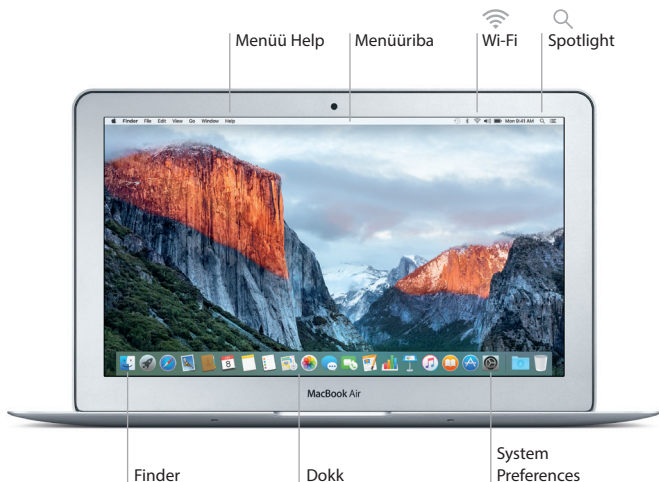 Menüü Help
Menüüriba
Wi-Fi
Spotlight
Finder File Edit View Go Window Help
Mon 9:41 AM
8
MacBook Air
Finder
Dokk
System
Preferences